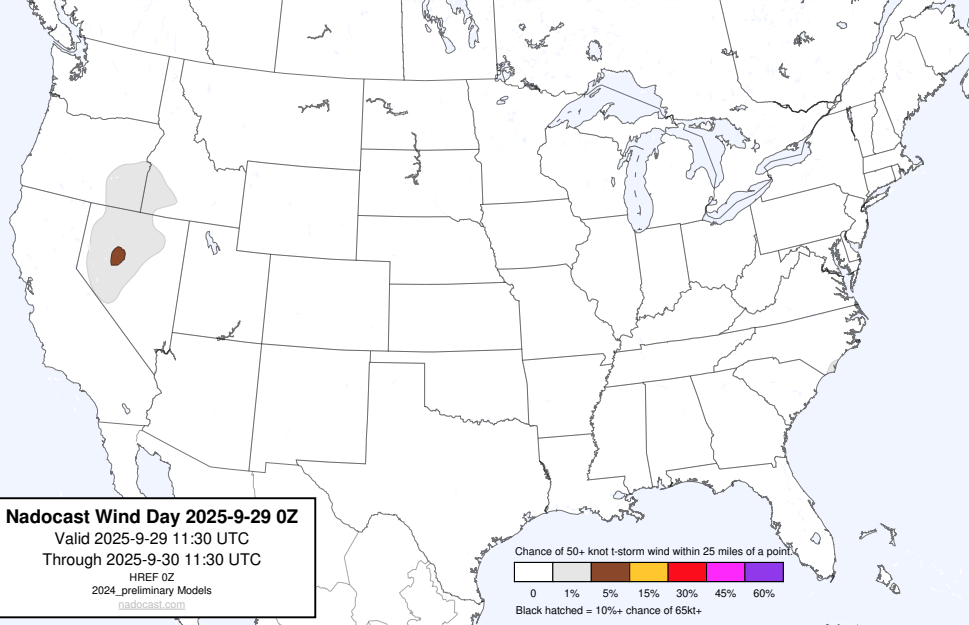 Nadocast Wind Day 2025-9-29 0Z
Valid 2025-9-29 11:30 UTC
Through 2025-9-30 11:30 UTC
HREF 0Z
2024_preliminary Models
nadocast.com
Chance of 50+ knot t-storm wind within 25 miles of a point.
0 1% 5% 15% 30% 45% 60%
Black hatched = 10%+ chance of 65kt+